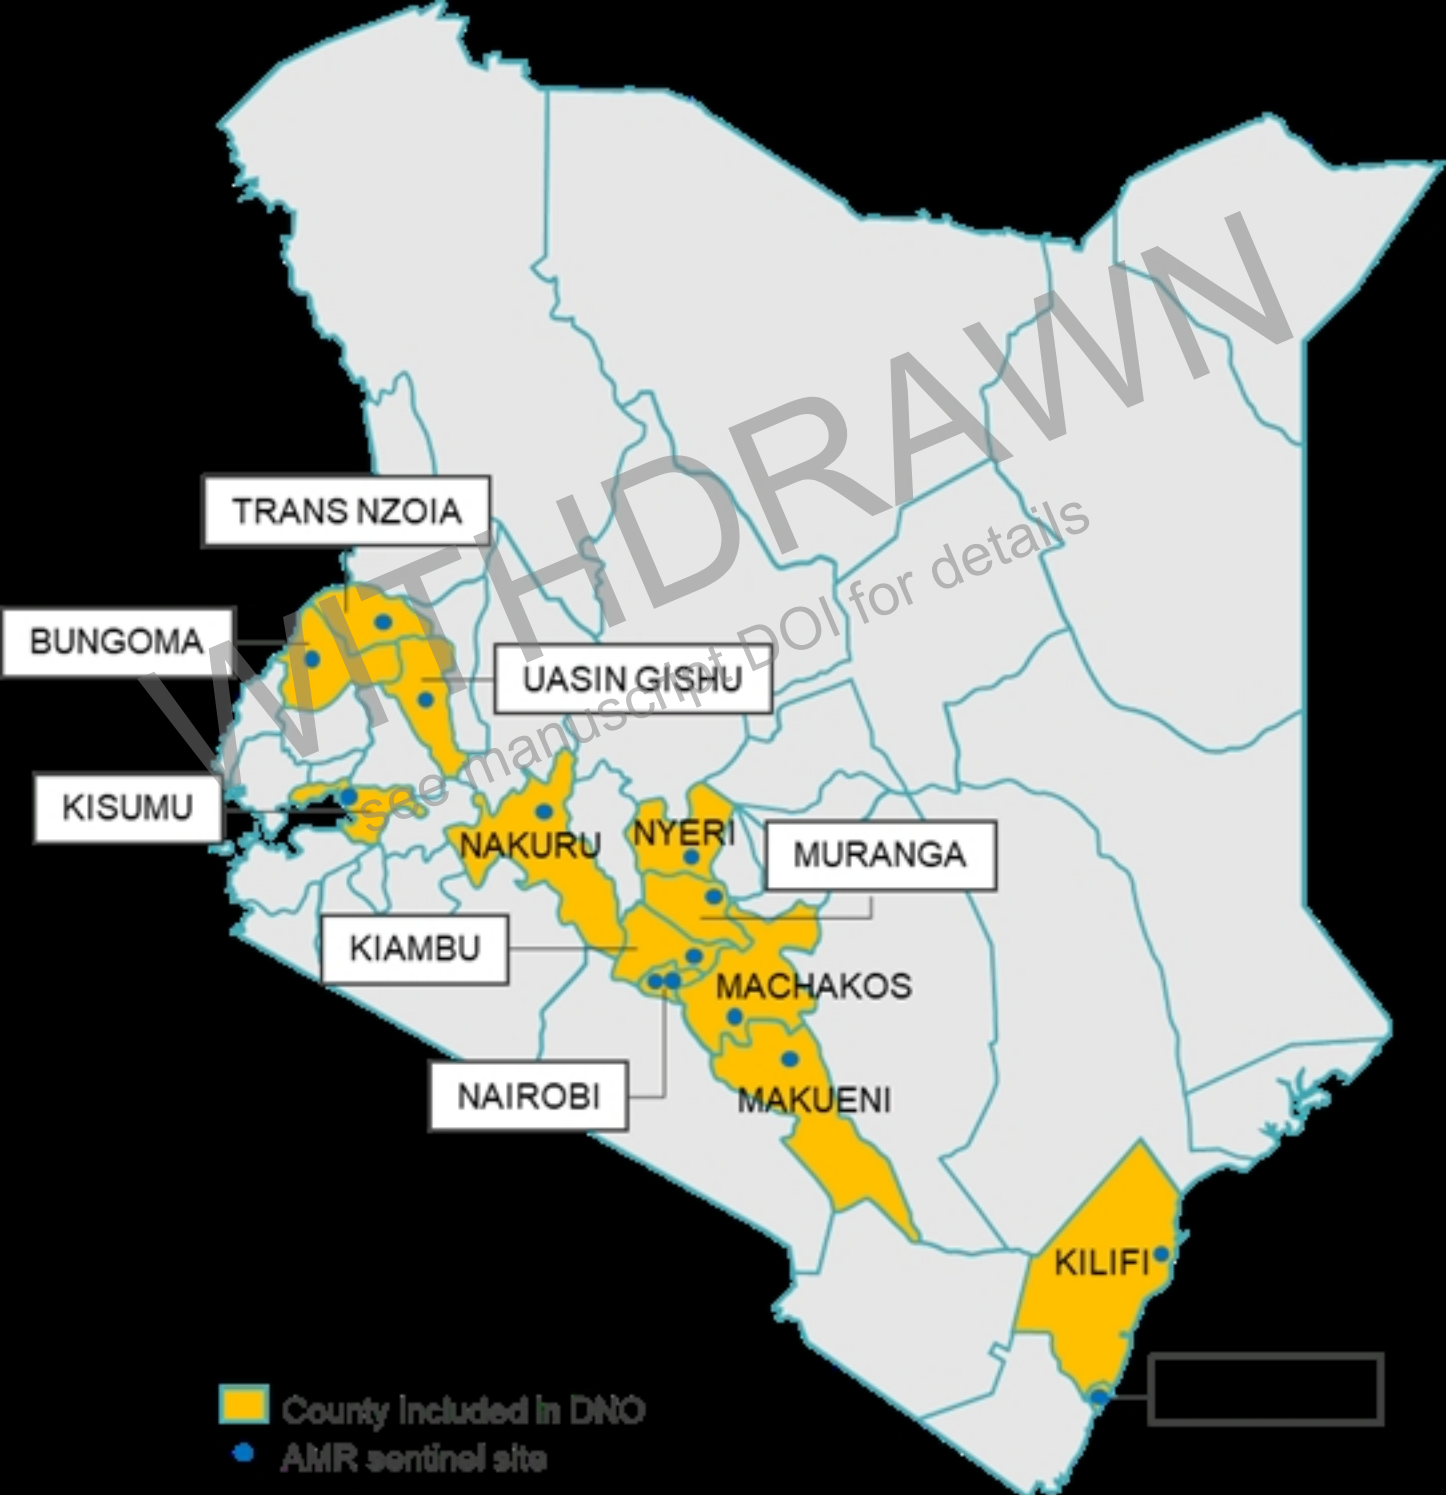 TRANS NZOIA
BUNGOMA
UASIN GISHU
KISUMU
NAKURU
NYERI
MURANGA
KIAMBU
MACHAKOS
NAIROBI
MAKUENI
KILIFI
County included in DNO
AMR sentinel site
WITHDRAWN
see manuscript DOI for details